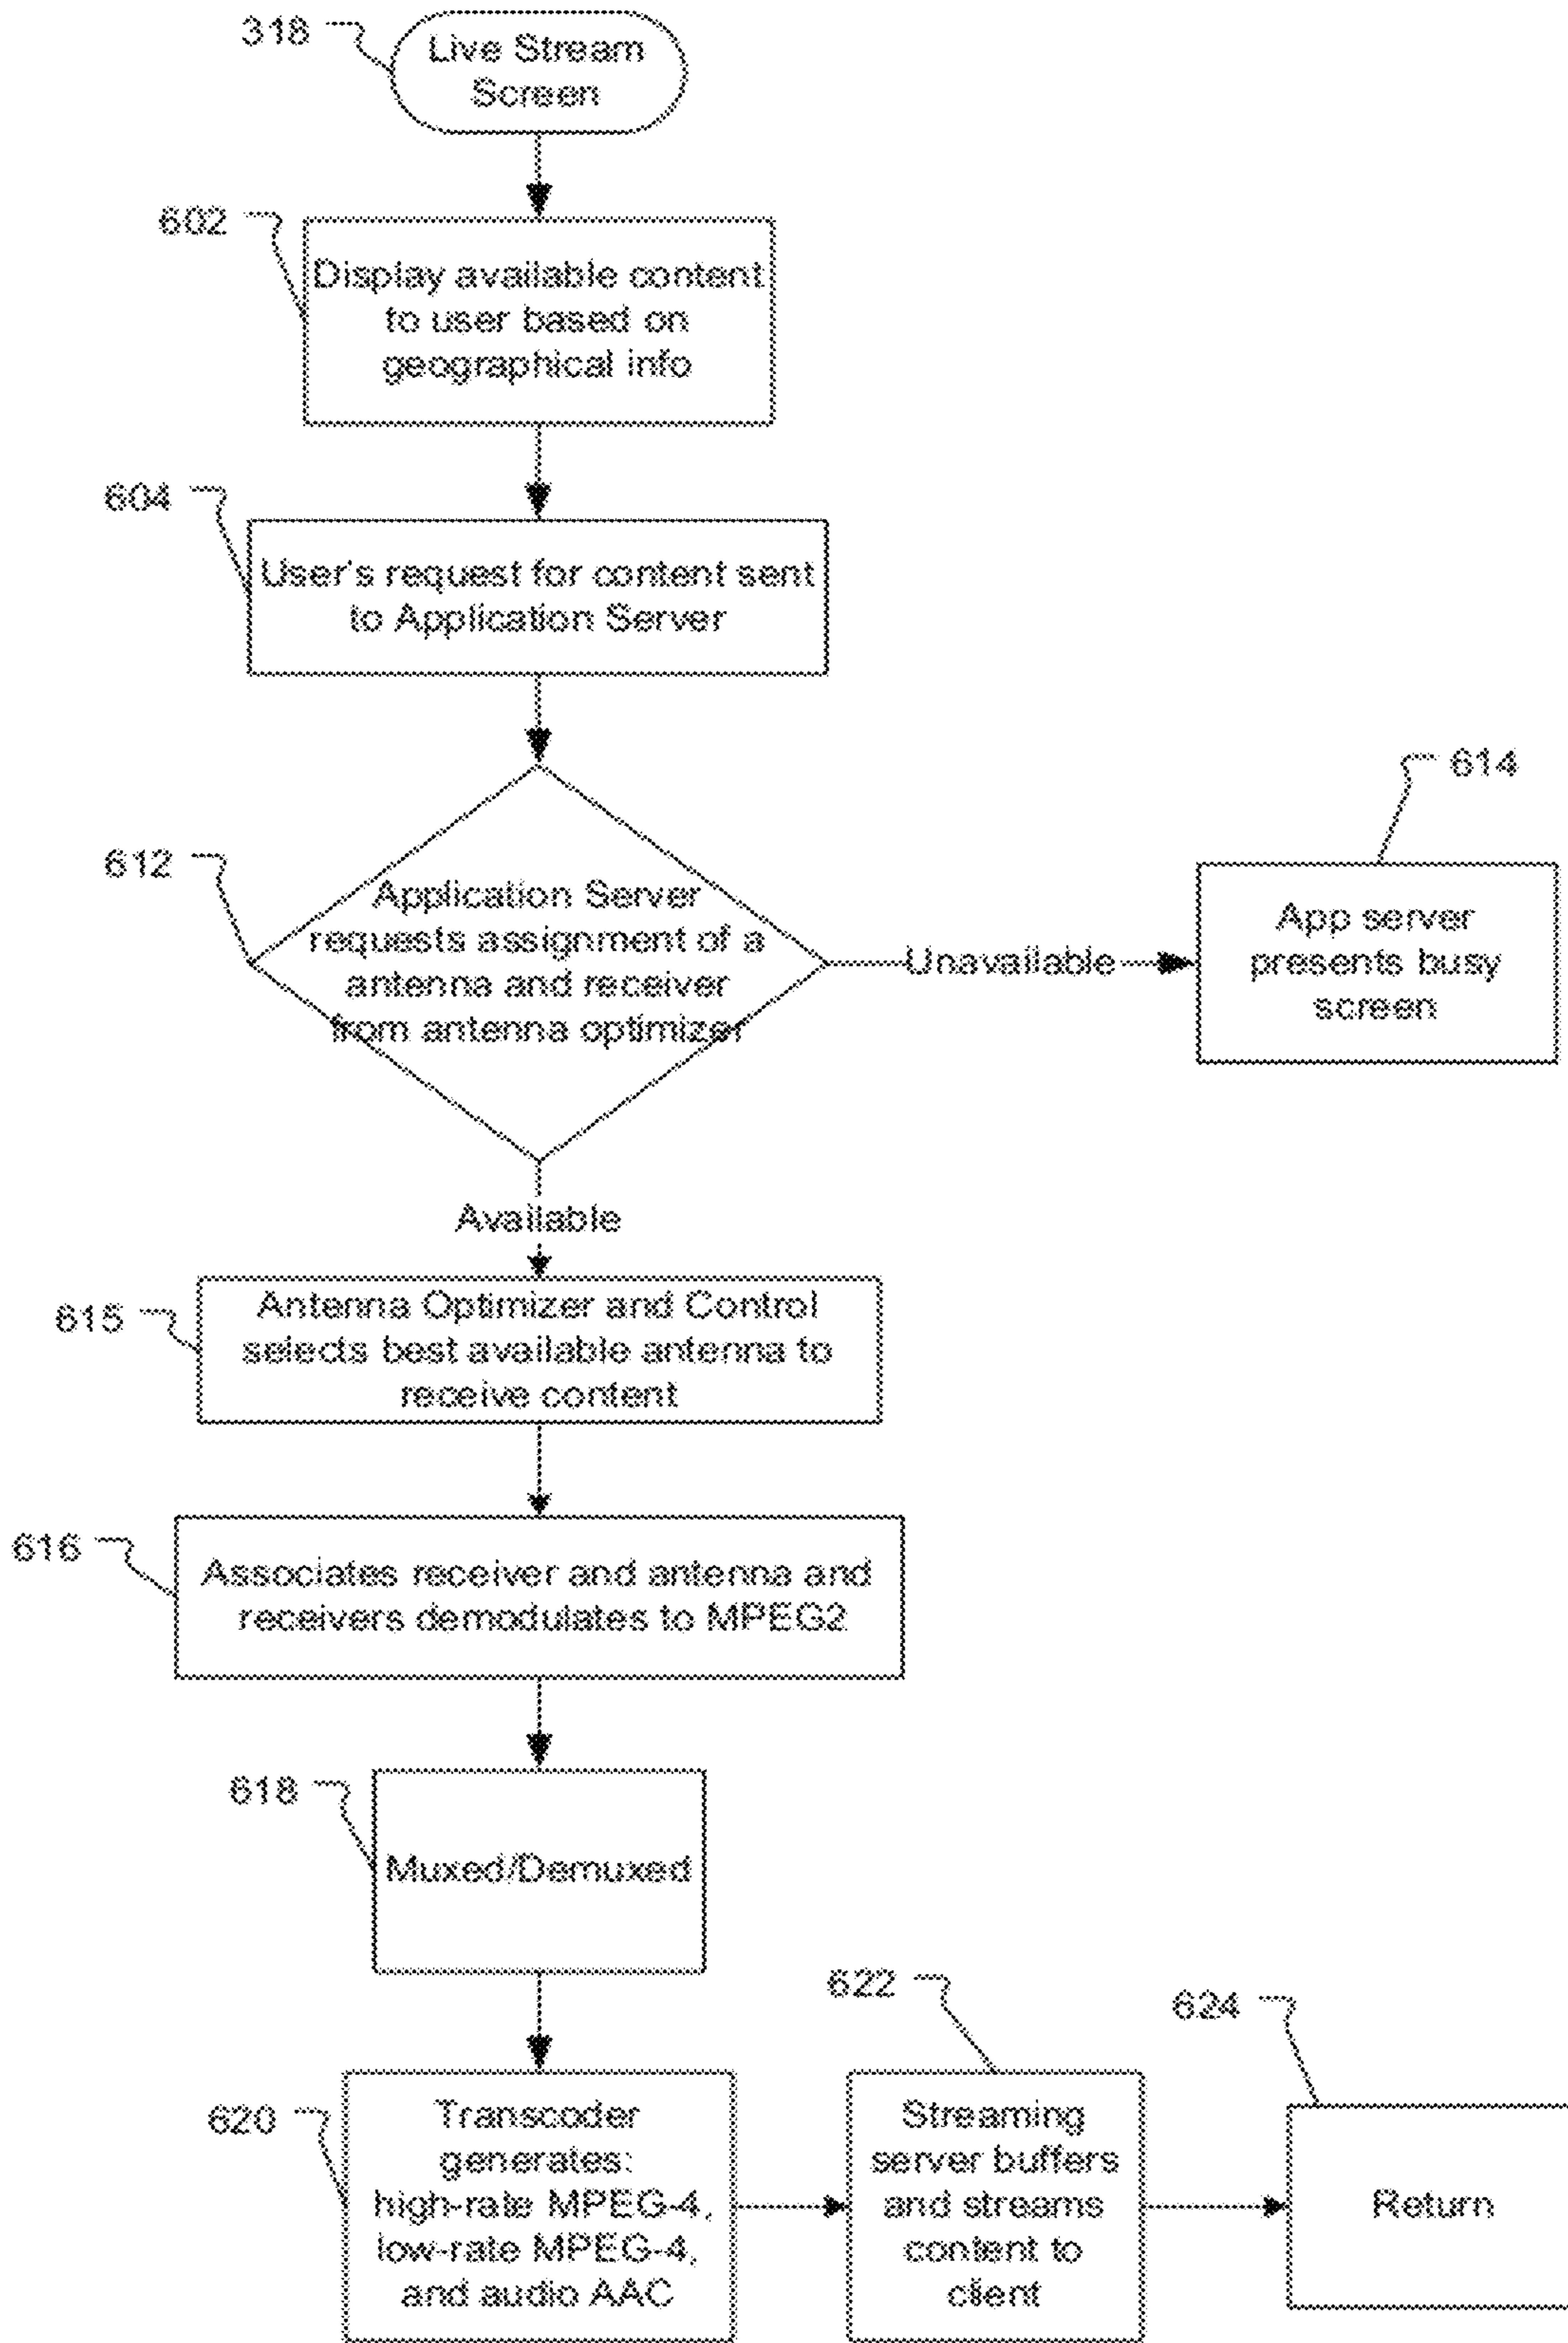 318
Live Stream
Screen
602
Display available content
to user based on
geographical info
604
User's request for content sent
to Application Server
612
Application Server
requests assignment of a
antenna and receiver
from antenna optimizer
Unavailable
614
App server
presents busy
screen
Available
615
Antenna Optimizer and Control
selects best available antenna to
receive content
616
Associates receiver and antenna and
receivers demodulates to MPEG2
618
Muxed/Demuxed
620
Transcoder
generates:
high-rate MPEG-4,
low-rate MPEG-4,
and audio AAC
622
Streaming
server buffers
and streams
content to
client
624
Return